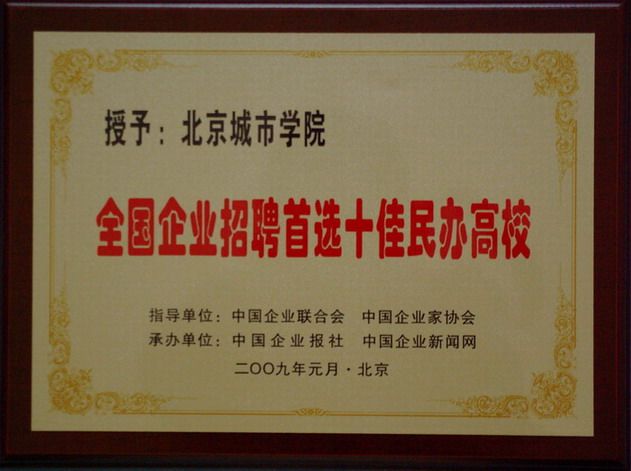 授予：北京城市学院
全国企业招聘首选十佳民办高校
指导单位：中国企业联合会 中国企业家协会
承办单位：中国企业报社 中国企业新闻网
二〇〇九年元月·北京